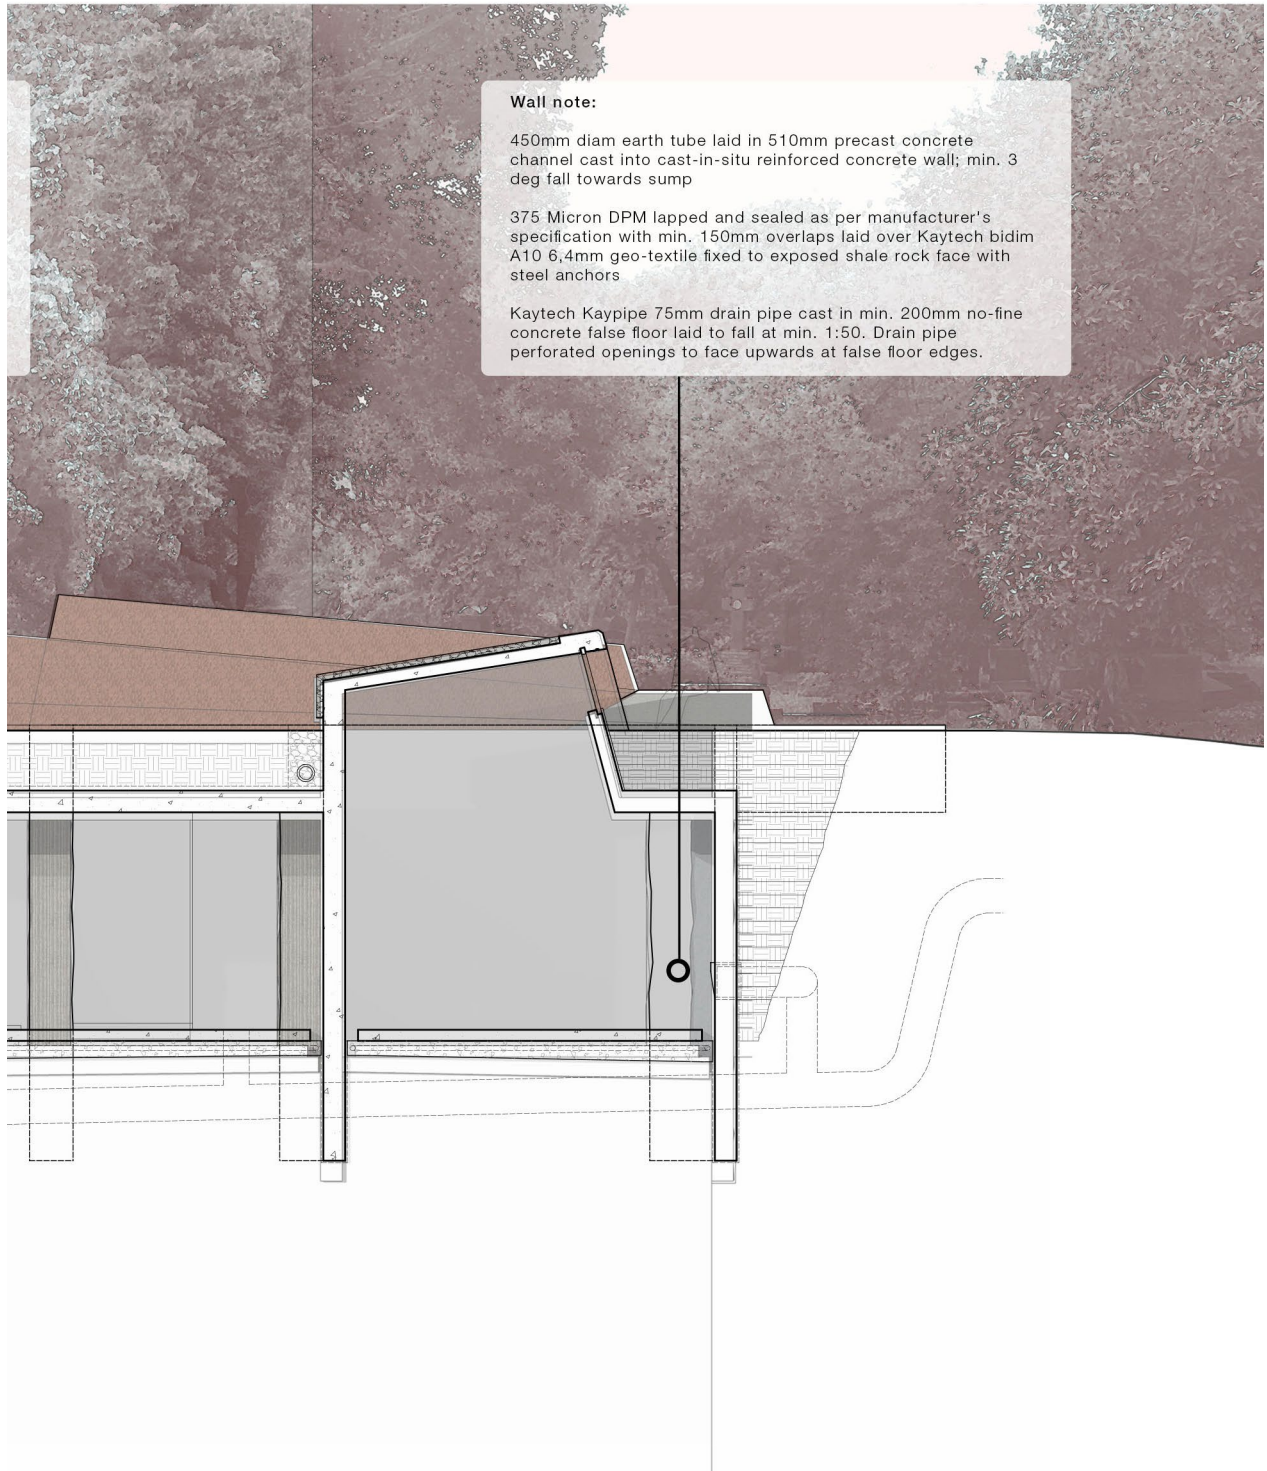 Wall note:
450mm diam earth tube laid in 510mm precast concrete
channel cast into cast-in-situ reinforced concrete wall; min. 3
deg fall towards sump
375 Micron DPM lapped and sealed as per manufacturer's
specification with min. 150mm overlaps laid over Kaytech bidim
A10 6,4mm geo-textile fixed to exposed shale rock face with
steel anchors
Kaytech Kaypipe 75mm drain pipe cast in min. 200mm no-fine
concrete false floor laid to fall at min. 1:50. Drain pipe
perforated openings to face upwards at false floor edges.